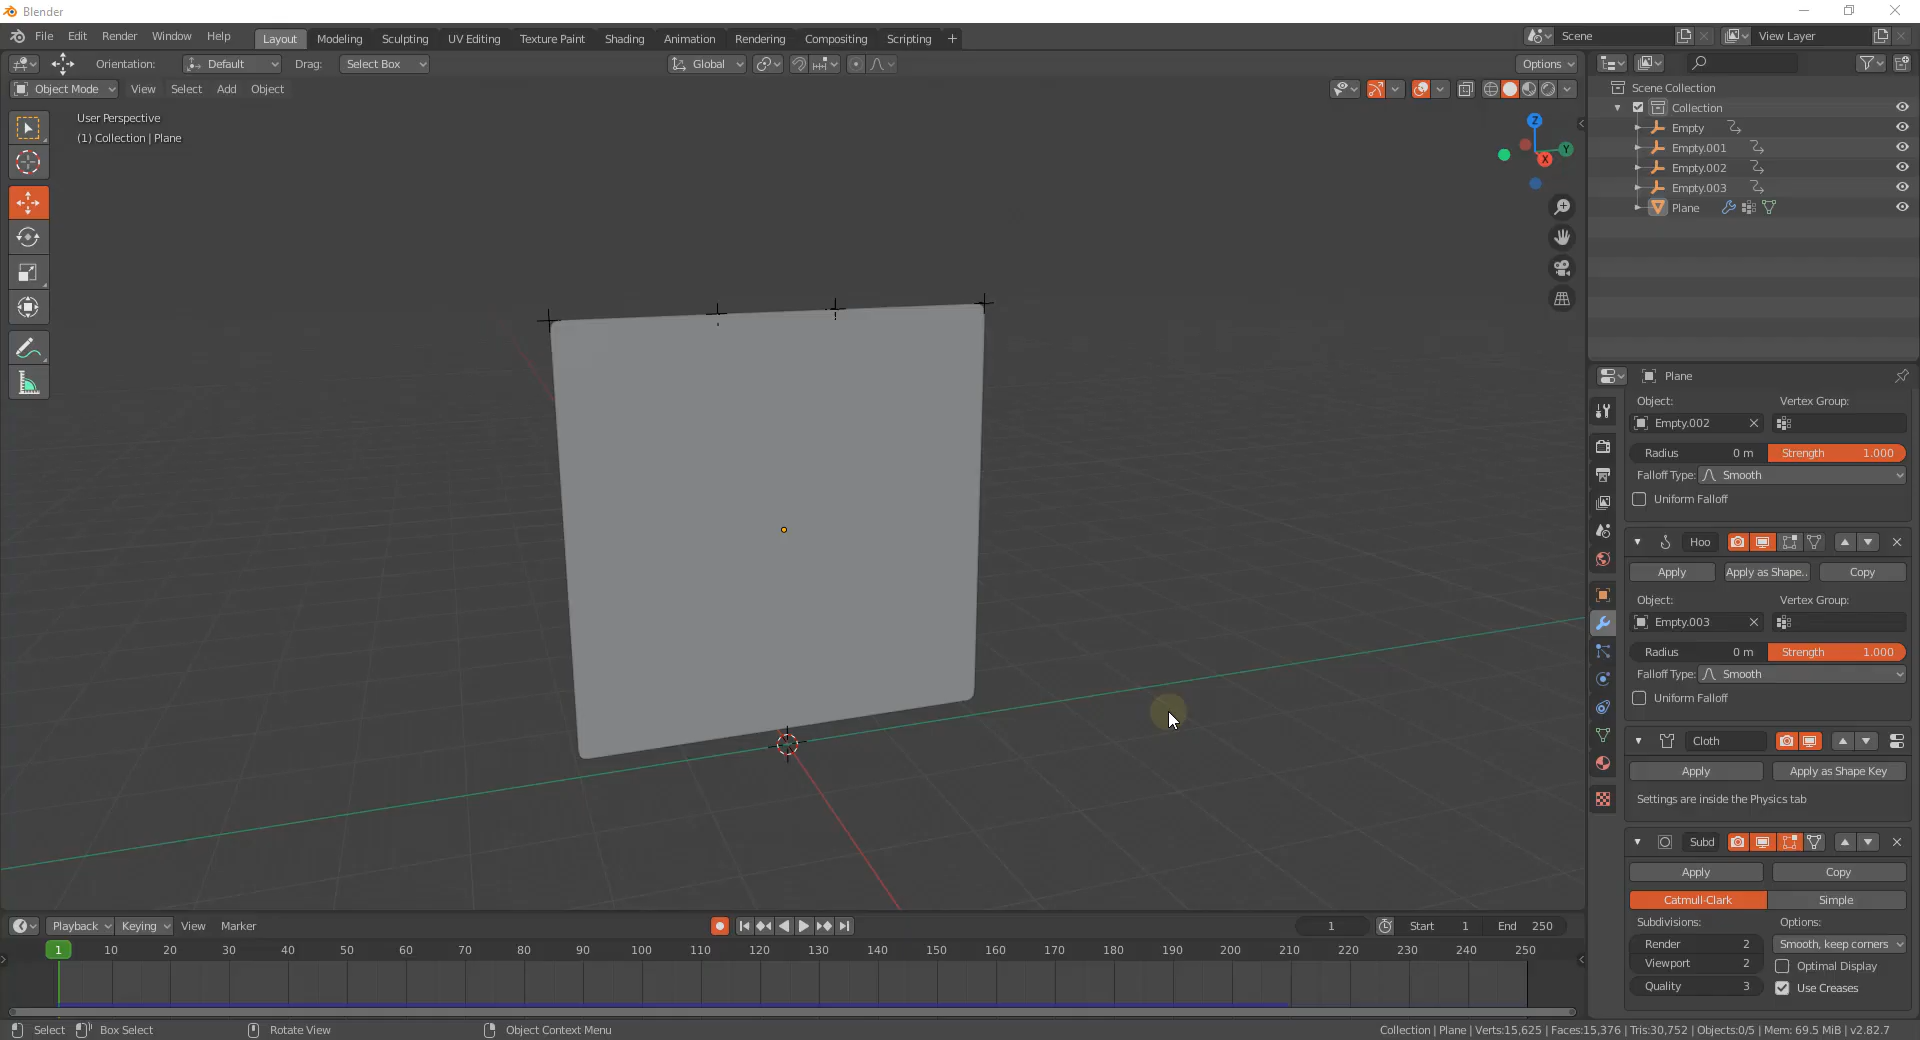 Blender
File Edit Render Window Help Layout Modeling Sculpting UV Editing Texture Paint Shading Animation Rendering Compositing Scripting + Scene View Layer
Orientation: Default Drag: Select Box Global Options
Object Mode View Select Add Object
User Perspective
(1) Collection | Plane
Z
Y
X
Scene Collection
Collection
Empty
Empty.001
Empty.002
Empty.003
Plane
Plane
Object: Vertex Group:
Empty.002
Radius 0 m Strength 1.000
Falloff Type: Smooth
Uniform Falloff
Hoo
Apply Apply as Shape.. Copy
Object: Vertex Group:
Empty.003
Radius 0 m Strength 1.000
Falloff Type: Smooth
Uniform Falloff
Cloth
Apply Apply as Shape Key
Settings are inside the Physics tab
Subd
Apply Copy
Catmull-Clark Simple
Subdivisions: Options:
Render 2 Smooth, keep corners
Viewport 2 Optimal Display
Quality 3 Use Creases
Playback Keying View Marker 1 Start 1 End 250
1 10 20 30 40 50 60 70 80 90 100 110 120 130 140 150 160 170 180 190 200 210 220 230 240 250
Select Box Select Rotate View Object Context Menu Collection | Plane | Verts:15,625 | Faces:15,376 | Tris:30,752 | Objects:0/5 | Mem: 69.5 MiB | v2.82.7